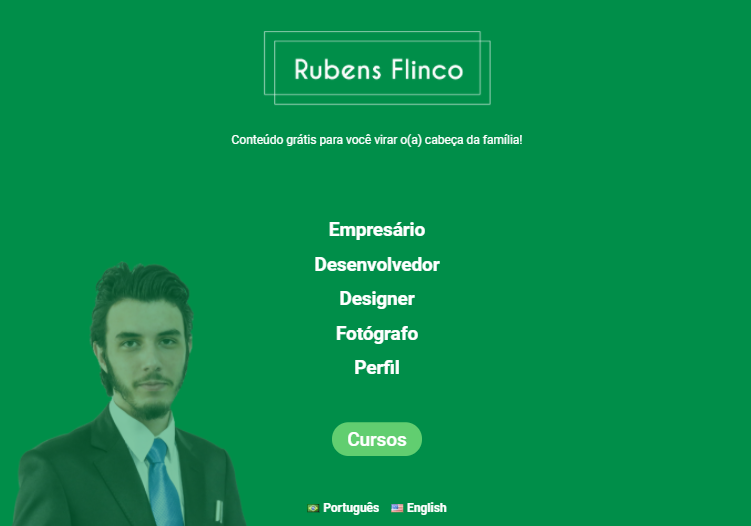 Rubens Flinco
Conteúdo grátis para você virar o(a) cabeça da família!
Empresário
Desenvolvedor
Designer
Fotógrafo
Perfil
Cursos
Português English